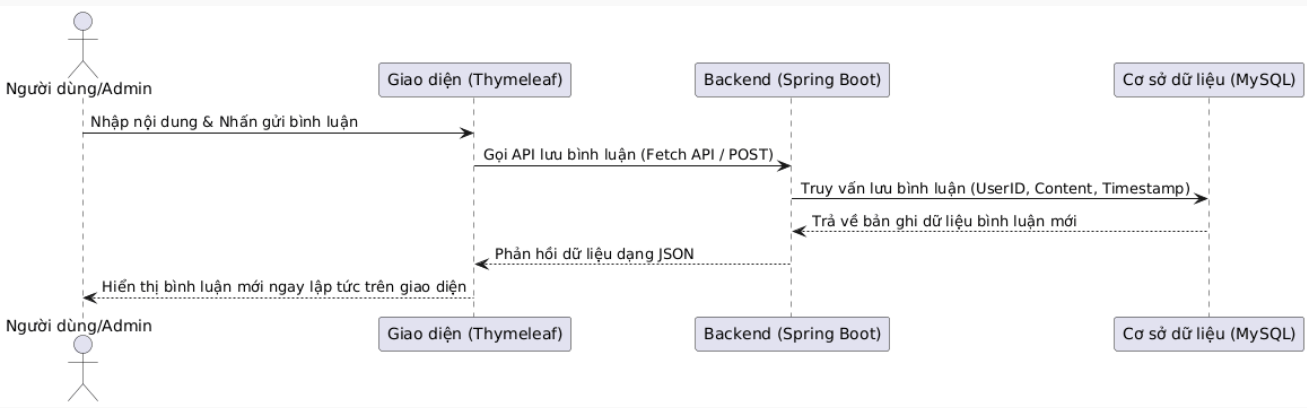 Người dùng/Admin
Giao diện (Thymeleaf)
Backend (Spring Boot)
Cơ sở dữ liệu (MySQL)
Nhập nội dung & Nhấn gửi bình luận
Gọi API lưu bình luận (Fetch API / POST)
Truy vấn lưu bình luận (UserID, Content, Timestamp)
Trả về bản ghi dữ liệu bình luận mới
Phản hồi dữ liệu dạng JSON
Hiển thị bình luận mới ngay lập tức trên giao diện
Người dùng/Admin
Giao diện (Thymeleaf)
Backend (Spring Boot)
Cơ sở dữ liệu (MySQL)